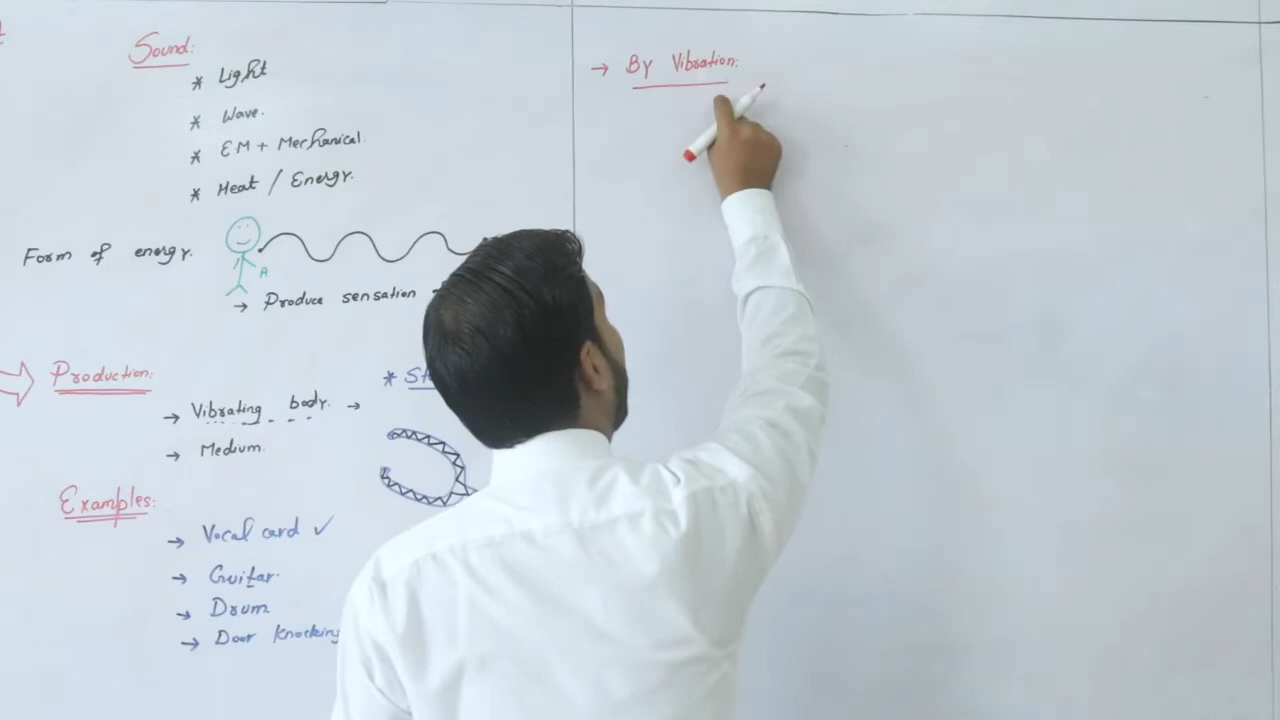 Sound:
* Light
* Wave.
* EM + Mechanical.
* Heat / Energy.
Form of energy.
A
→ Produce sensation
Production:
→ Vibrating body. →
→ Medium.
Examples:
→ Vocal card ✓
→ Guitar.
→ Drum
→ Door knocking
→ By Vibration: